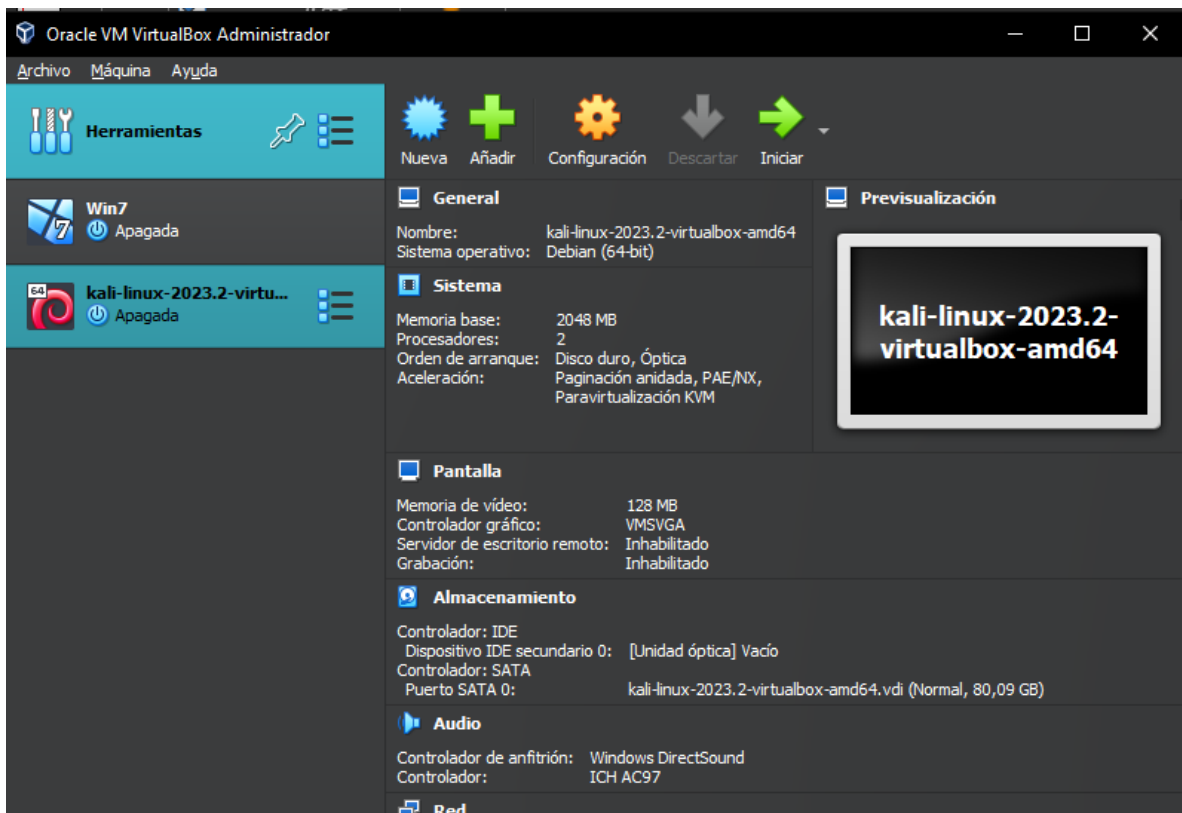 Oracle VM VirtualBox Administrador
Archivo Máquina Ayuda
Herramientas
Nueva Añadir Configuración Descartar Iniciar
Win7
Apagada
64
kali-linux-2023.2-virtu...
Apagada
General
Nombre: kali-linux-2023.2-virtualbox-amd64
Sistema operativo: Debian (64-bit)
Sistema
Memoria base: 2048 MB
Procesadores: 2
Orden de arranque: Disco duro, Óptica
Aceleración: Paginación anidada, PAE/NX,
Paravirtualización KVM
Previsualización
kali-linux-2023.2-
virtualbox-amd64
Pantalla
Memoria de vídeo: 128 MB
Controlador gráfico: VMSVGA
Servidor de escritorio remoto: Inhabilitado
Grabación: Inhabilitado
Almacenamiento
Controlador: IDE
Dispositivo IDE secundario 0: [Unidad óptica] Vacío
Controlador: SATA
Puerto SATA 0: kali-linux-2023.2-virtualbox-amd64.vdi (Normal, 80,09 GB)
Audio
Controlador de anfitrión: Windows DirectSound
Controlador: ICH AC97
Red